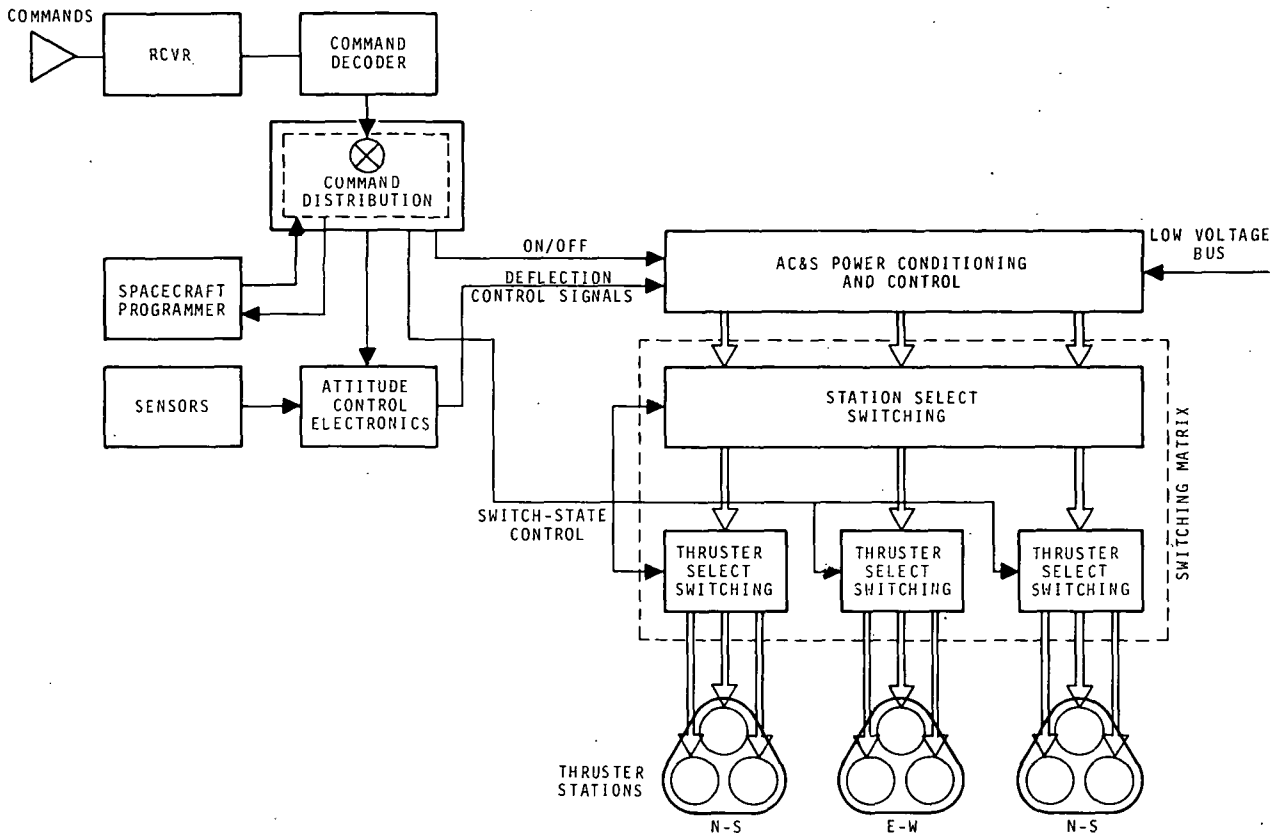 COMMANDS
RCVR
COMMAND
DECODER
COMMAND
DISTRIBUTION
ON/OFF
DEFLECTION
CONTROL SIGNALS
AC&S POWER CONDITIONING
AND CONTROL
LOW VOLTAGE
BUS
SPACECRAFT
PROGRAMMER
SENSORS
ATTITUDE
CONTROL
ELECTRONICS
STATION SELECT
SWITCHING
SWITCHING MATRIX
SWITCH-STATE
CONTROL
THRUSTER
SELECT
SWITCHING
THRUSTER
SELECT
SWITCHING
THRUSTER
SELECT
SWITCHING
THRUSTER
STATIONS
N-S
E-W
N-S